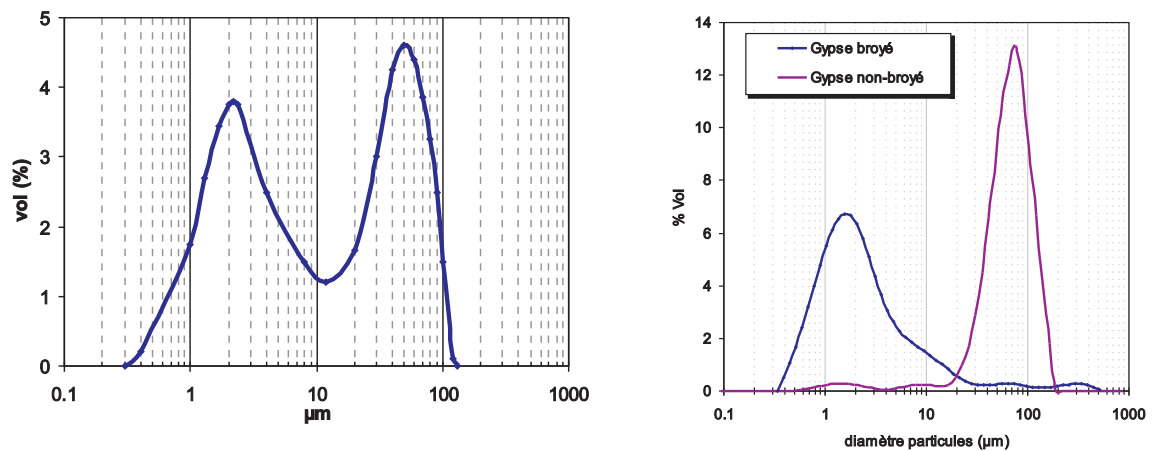 5
4
3
2
1
0
vol (%)
0.1 1 10 100 1000
µm
14
12
10
8
6
4
2
0
% Vol
Gypse broyé
Gypse non-broyé
0.1 1 10 100 1000
diamètre particules (µm)